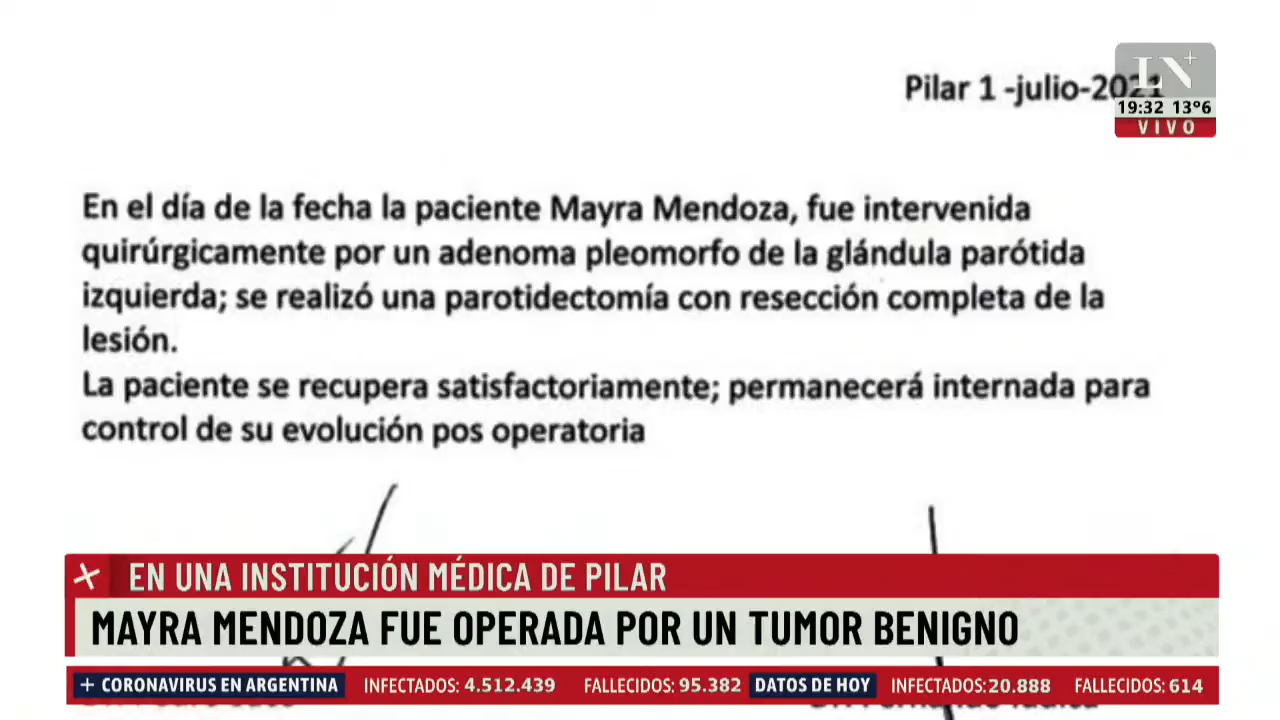 Pilar 1 -julio-2021
LN+
19:32 13°6
VIVO
En el día de la fecha la paciente Mayra Mendoza, fue intervenida
quirúrgicamente por un adenoma pleomorfo de la glándula parótida
izquierda; se realizó una parotidectomía con resección completa de la
lesión.
La paciente se recupera satisfactoriamente; permanecerá internada para
control de su evolución pos operatoria
EN UNA INSTITUCIÓN MÉDICA DE PILAR
MAYRA MENDOZA FUE OPERADA POR UN TUMOR BENIGNO
+ CORONAVIRUS EN ARGENTINA INFECTADOS: 4.512.439 FALLECIDOS: 95.382 DATOS DE HOY INFECTADOS:20.888 FALLECIDOS: 614